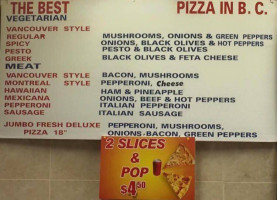 THE BEST PIZZA IN B. C.
VEGETARIAN
VANCOUVER STYLE
REGULAR MUSHROOMS, ONIONS & GREEN PEPPERS
SPICY ONIONS, BLACK OLIVES & HOT PEPPERS
PESTO PESTO & BLACK OLIVES
GREEK BLACK OLIVES & FETA CHEESE
MEAT
VANCOUVER STYLE BACON, MUSHROOMS
MONTREAL STYLE PEPPERONI, Cheese
HAWAIIAN HAM & PINEAPPLE
MEXICANA ONIONS, BEEF & HOT PEPPERS
PEPPERONI ITALIAN PEPPERONI
SAUSAGE ITALIAN SAUSAGE
JUMBO FRESH DELUXE PEPPERONI, MUSHROOMS,
PIZZA 18" ONIONS-BACON, GREEN PEPPERS
2 SLICES
&
POP
$4.50